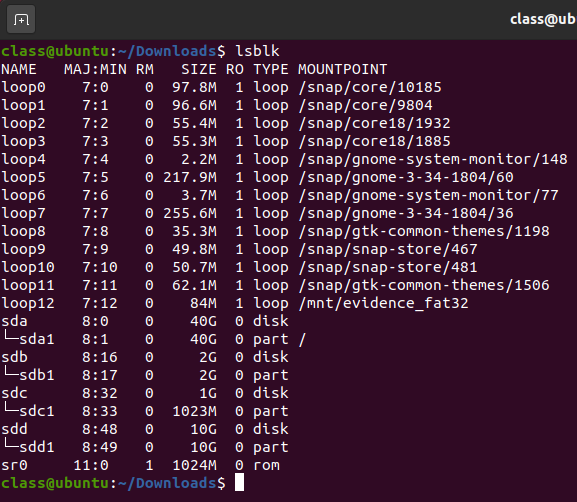 class@ub
class@ubuntu:~/Downloads$ lsblk
NAME   MAJ:MIN RM   SIZE RO TYPE MOUNTPOINT
loop0    7:0    0  97.8M  1 loop /snap/core/10185
loop1    7:1    0  96.6M  1 loop /snap/core/9804
loop2    7:2    0  55.4M  1 loop /snap/core18/1932
loop3    7:3    0  55.3M  1 loop /snap/core18/1885
loop4    7:4    0   2.2M  1 loop /snap/gnome-system-monitor/148
loop5    7:5    0 217.9M  1 loop /snap/gnome-3-34-1804/60
loop6    7:6    0   3.7M  1 loop /snap/gnome-system-monitor/77
loop7    7:7    0 255.6M  1 loop /snap/gnome-3-34-1804/36
loop8    7:8    0  35.3M  1 loop /snap/gtk-common-themes/1198
loop9    7:9    0  49.8M  1 loop /snap/snap-store/467
loop10   7:10   0  50.7M  1 loop /snap/snap-store/481
loop11   7:11   0  62.1M  1 loop /snap/gtk-common-themes/1506
loop12   7:12   0    84M  1 loop /mnt/evidence_fat32
sda      8:0    0    40G  0 disk
└─sda1   8:1    0    40G  0 part /
sdb      8:16   0     2G  0 disk
└─sdb1   8:17   0     2G  0 part
sdc      8:32   0     1G  0 disk
└─sdc1   8:33   0  1023M  0 part
sdd      8:48   0    10G  0 disk
└─sdd1   8:49   0    10G  0 part
sr0     11:0    1  1024M  0 rom
class@ubuntu:~/Downloads$